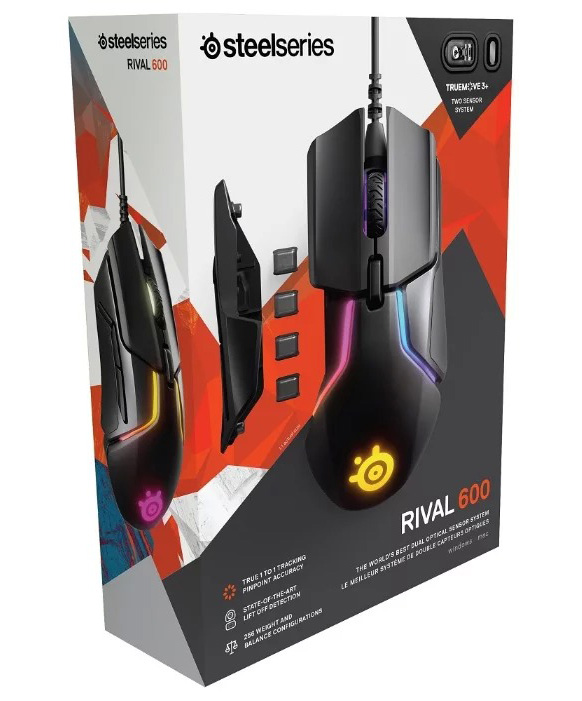 steelseries
RIVAL 600
steelseries
TRUEMOVE 3+
TWO SENSOR
SYSTEM
RIVAL 600
THE WORLD'S BEST DUAL OPTICAL SENSOR SYSTEM
LE MEILLEUR SYSTÈME DE DOUBLE CAPTEURS OPTIQUES
windows mac
TRUE 1 TO 1 TRACKING
PINPOINT ACCURACY
STATE-OF-THE-ART
LIFT OFF DETECTION
256 WEIGHT AND
BALANCE CONFIGURATIONS